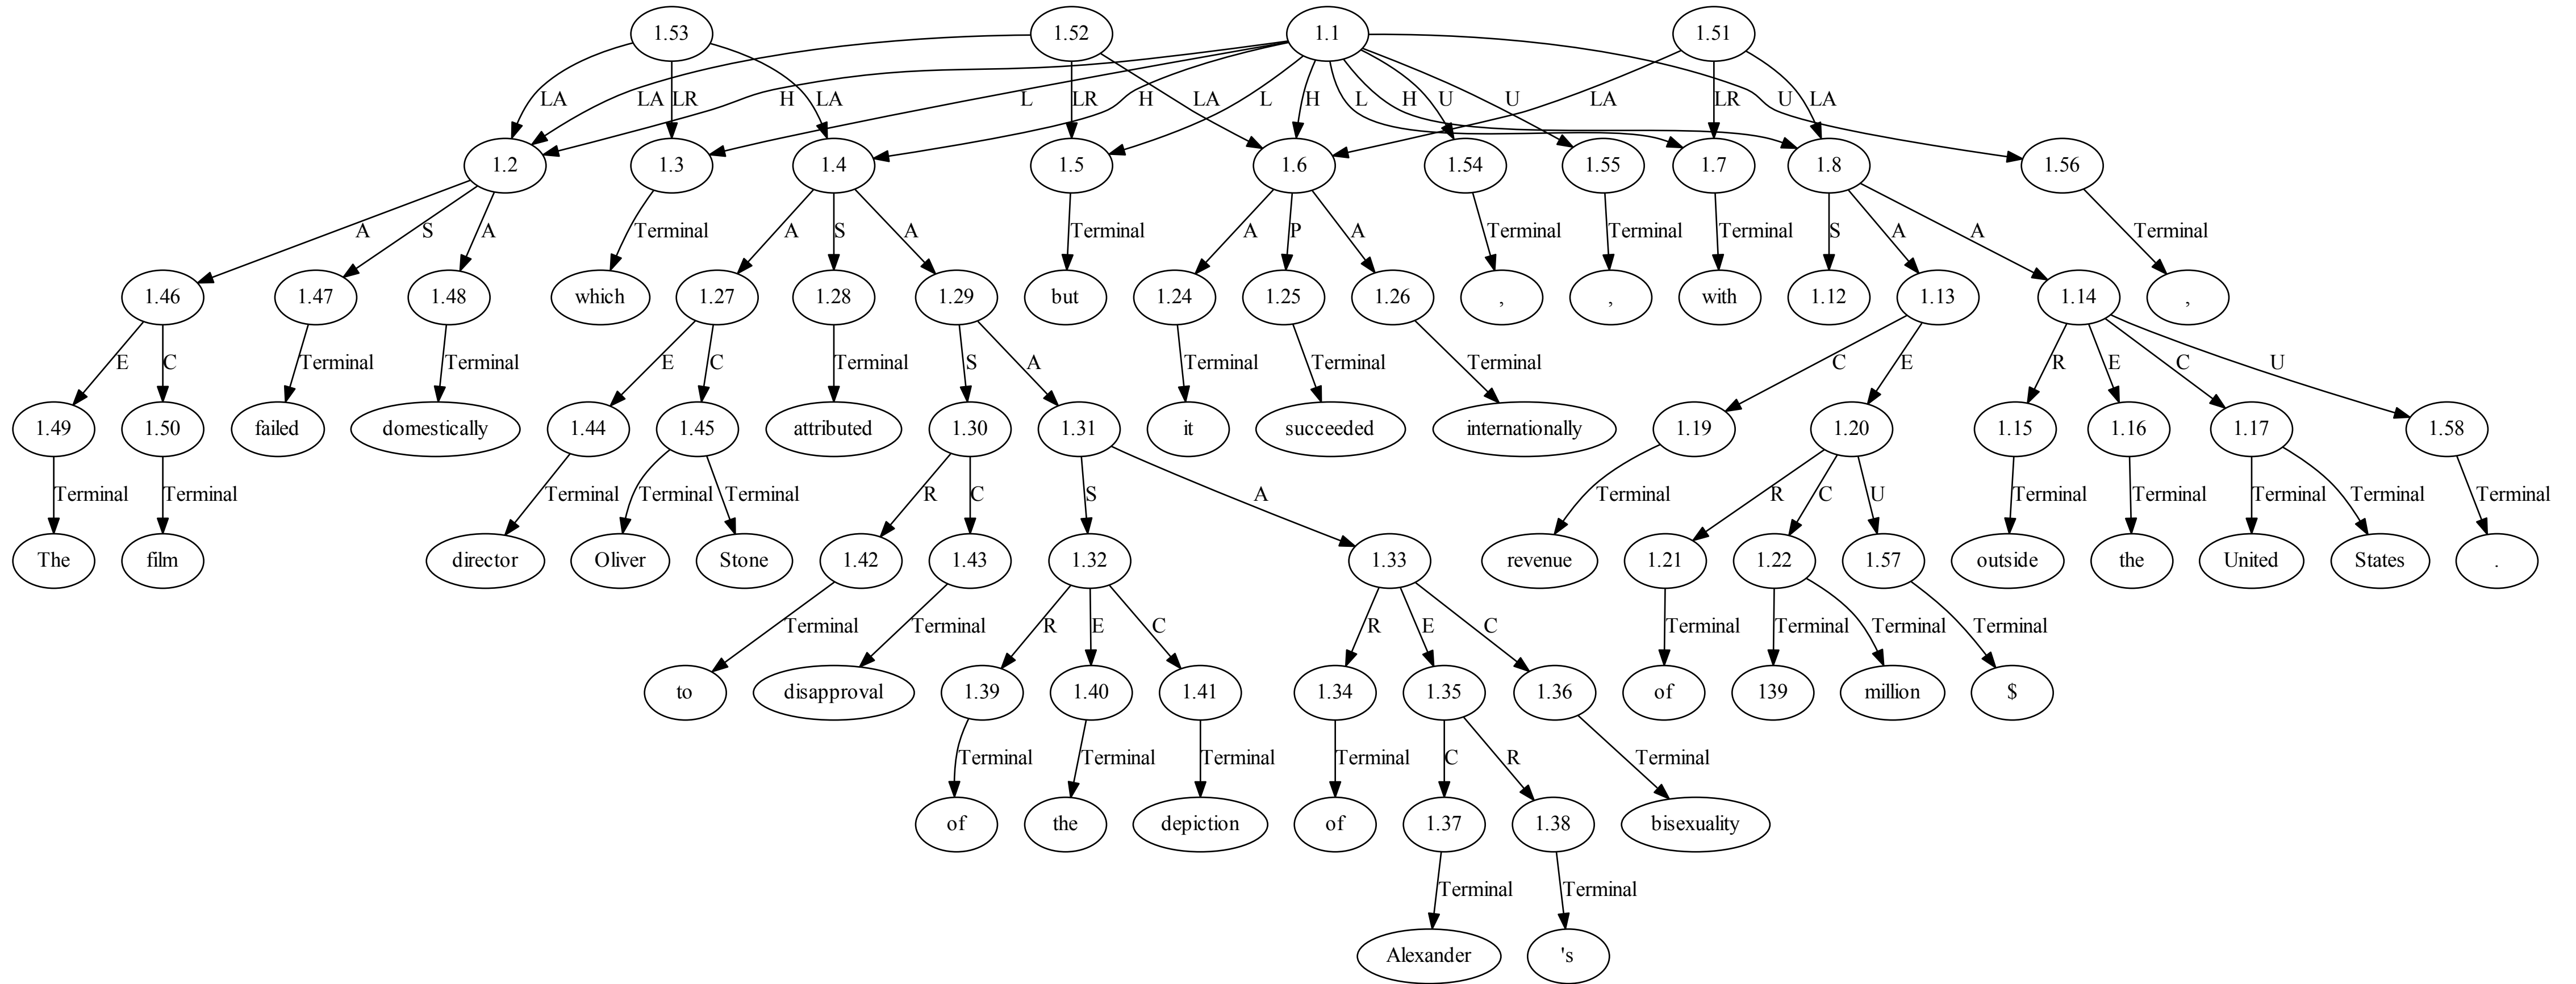 1.53 1.52 1.1 1.51
LA LA LR H LA L H LR LA L H L H U U LA LR U LA
1.2 1.3 1.4 1.5 1.6 1.54 1.55 1.7 1.8 1.56
A S A Terminal A S A Terminal A P A Terminal Terminal Terminal S A A Terminal
1.46 1.47 1.48 which 1.27 1.28 1.29 but 1.24 1.25 1.26 , , with 1.12 1.13 1.14 ,
E C Terminal Terminal E C Terminal S A Terminal Terminal Terminal C E R E C U
1.49 1.50 failed domestically 1.44 1.45 attributed 1.30 1.31 it succeeded internationally 1.19 1.20 1.15 1.16 1.17 1.58
Terminal Terminal Terminal Terminal Terminal R C S A Terminal R C U Terminal Terminal Terminal Terminal Terminal
The film director Oliver Stone 1.42 1.43 1.32 1.33 revenue 1.21 1.22 1.57 outside the United States .
Terminal Terminal R E C R E C Terminal Terminal Terminal Terminal
to disapproval 1.39 1.40 1.41 1.34 1.35 1.36 of 139 million $
Terminal Terminal Terminal Terminal C R Terminal
of the depiction of 1.37 1.38 bisexuality
Terminal Terminal
Alexander 's